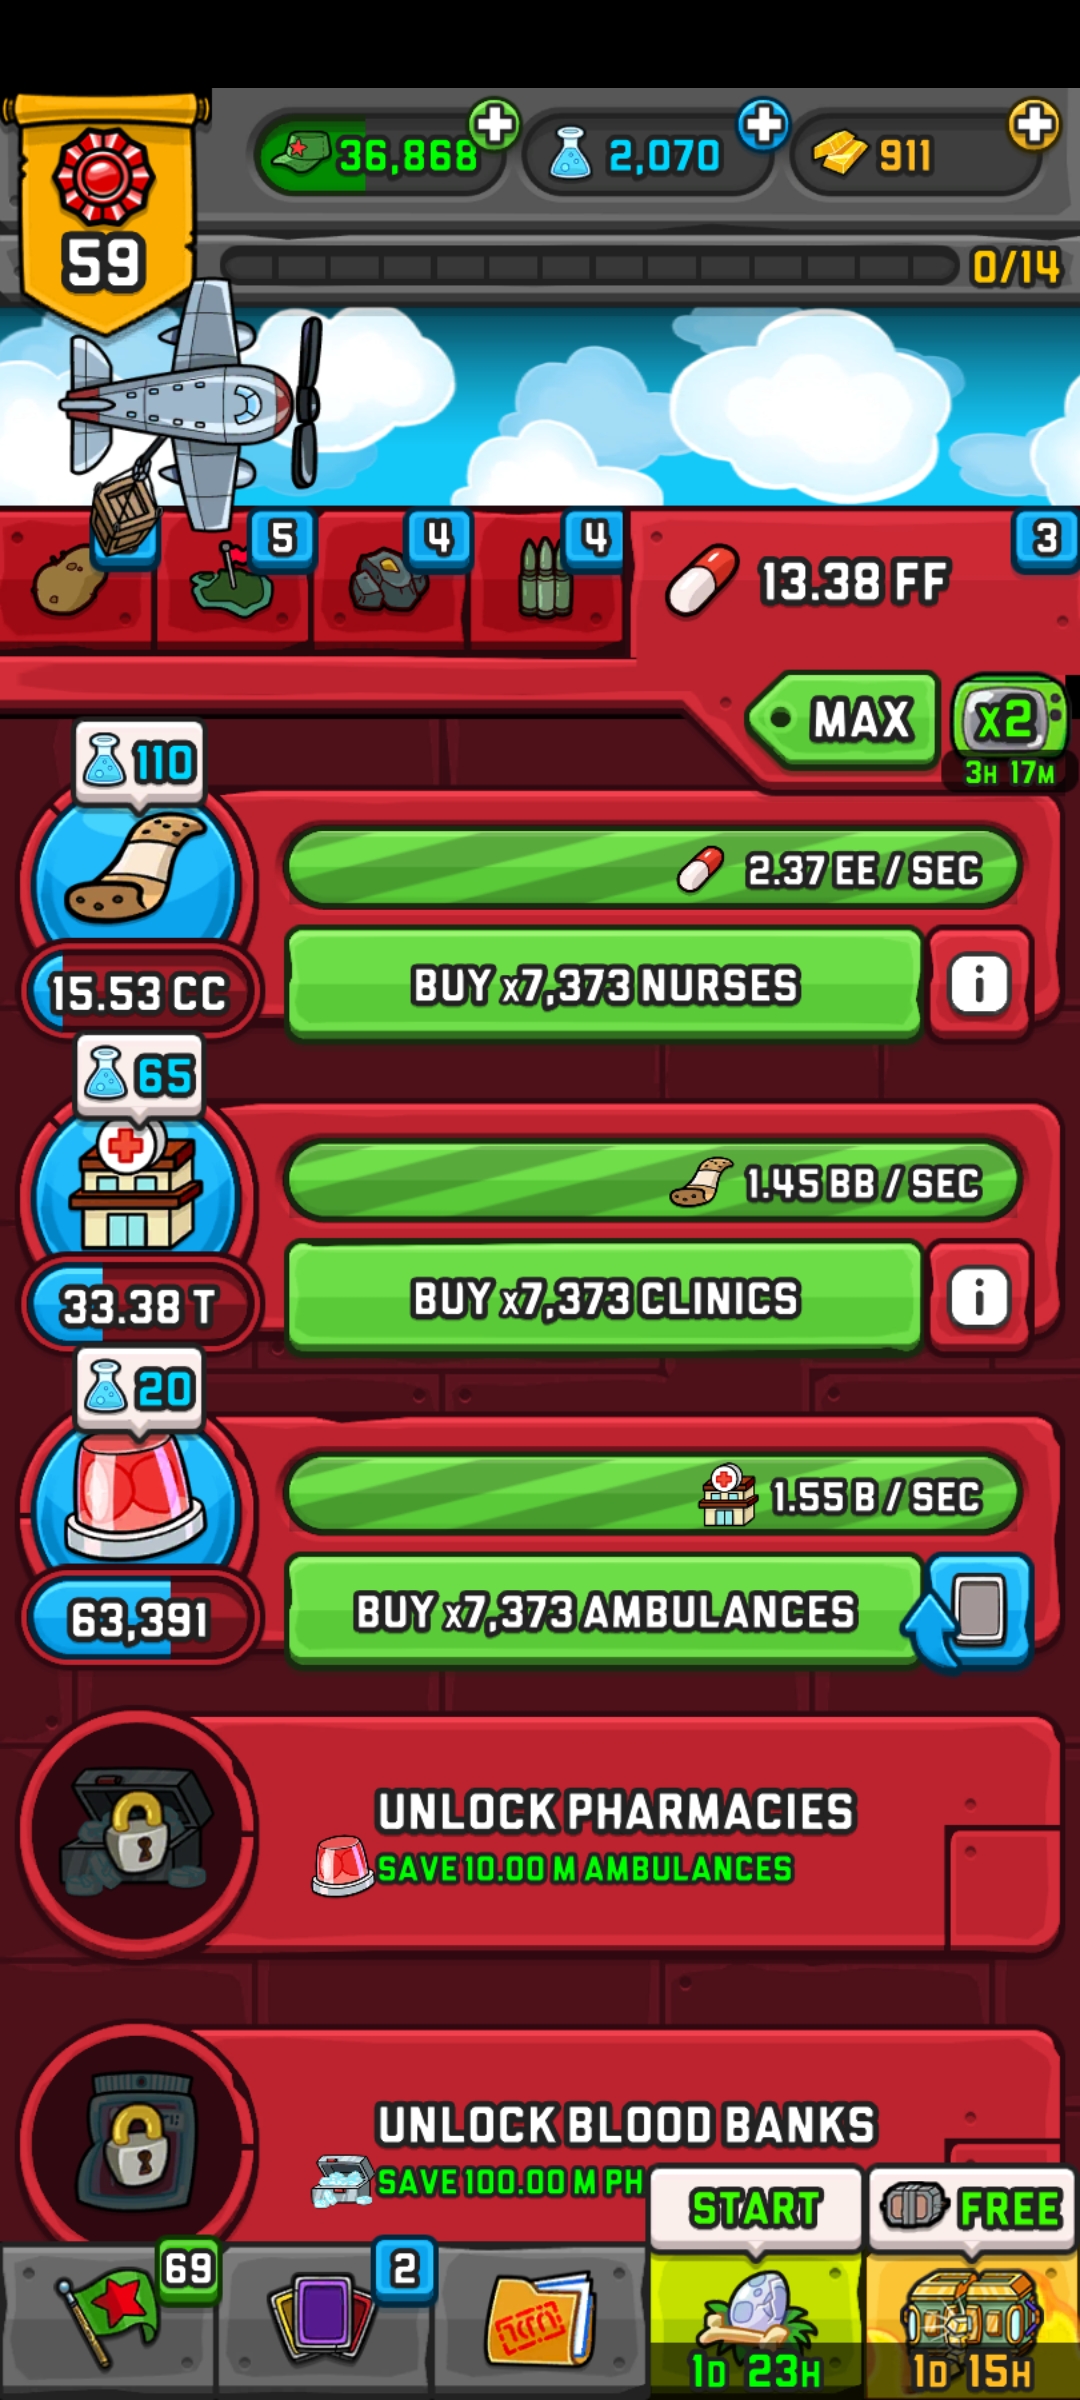 36,868
2,070
911
59
0/14
5
4
4
3
13.38 FF
MAX
x2
3H 17M
110
2.37 EE / SEC
15.53 CC
BUY x7,373 NURSES
i
65
1.45 BB / SEC
33.38 T
BUY x7,373 CLINICS
i
20
1.55 B / SEC
63,391
BUY x7,373 AMBULANCES
UNLOCK PHARMACIES
SAVE 10.00 M AMBULANCES
UNLOCK BLOOD BANKS
SAVE 100.00 M PH
START
FREE
69
2
1D 23H
1D 15H